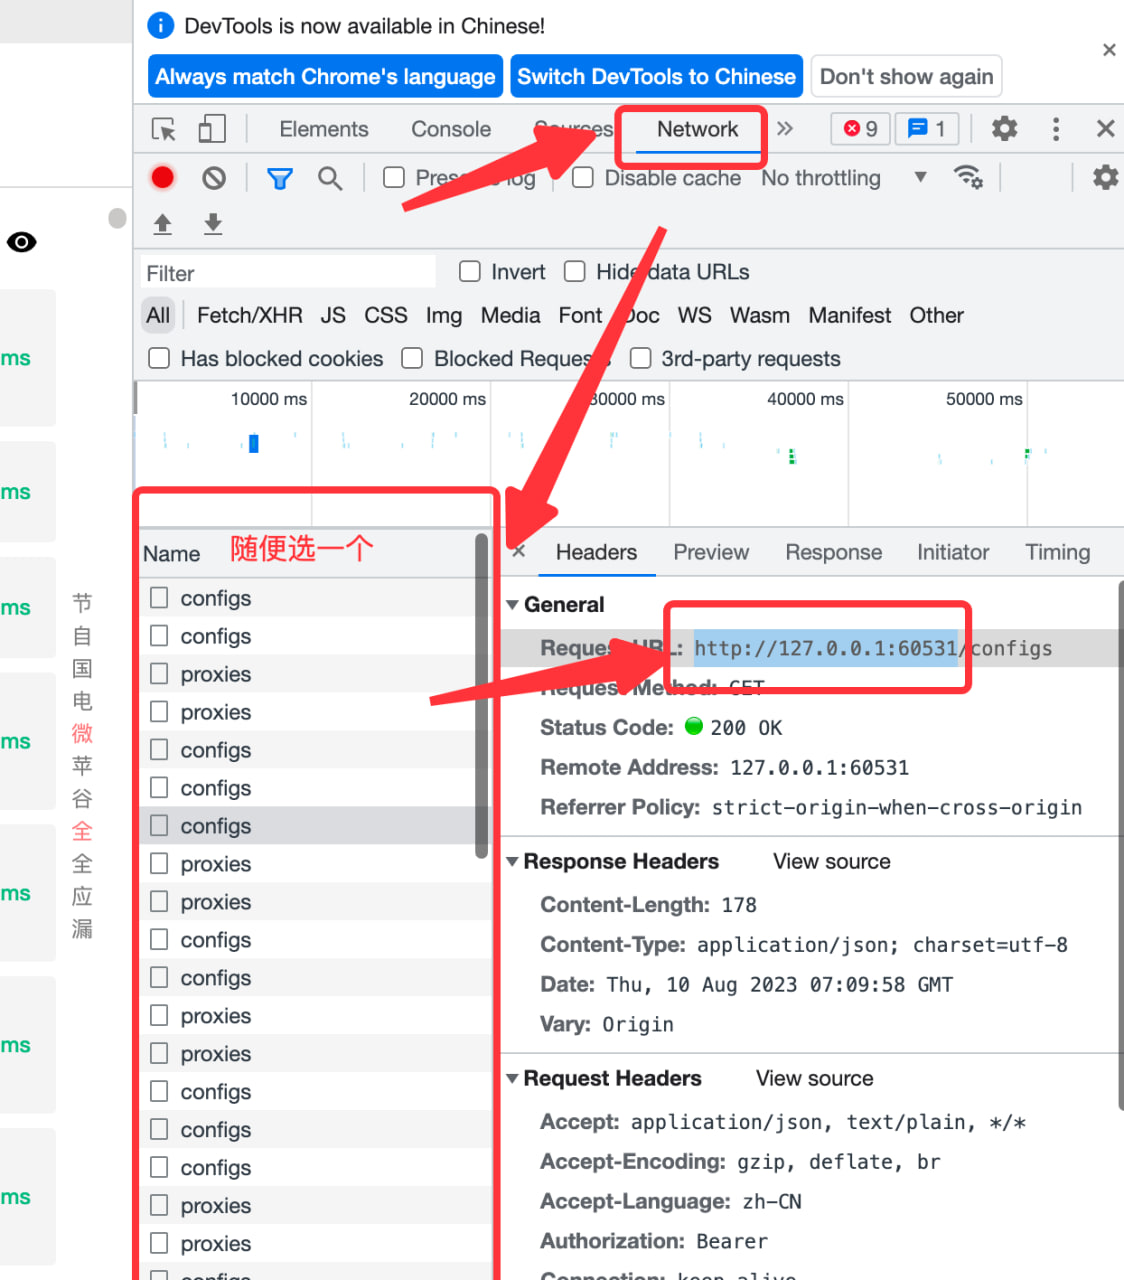 DevTools is now available in Chinese!
Always match Chrome's language Switch DevTools to Chinese Don't show again
Elements Console Sources Network 9 1
Preserve log Disable cache No throttling
Filter Invert Hide data URLs
All Fetch/XHR JS CSS Img Media Font Doc WS Wasm Manifest Other
Has blocked cookies Blocked Requests 3rd-party requests
10000 ms 20000 ms 30000 ms 40000 ms 50000 ms
ms
ms
ms
ms
ms
ms
ms
节
自
国
电
微
苹
谷
全
全
应
漏
Name 随便选一个
configs
configs
proxies
proxies
configs
configs
configs
proxies
proxies
configs
configs
proxies
proxies
configs
configs
configs
proxies
proxies
configs
Headers Preview Response Initiator Timing
General
Request URL: http://127.0.0.1:60531/configs
Request Method: GET
Status Code: 200 OK
Remote Address: 127.0.0.1:60531
Referrer Policy: strict-origin-when-cross-origin
Response Headers View source
Content-Length: 178
Content-Type: application/json; charset=utf-8
Date: Thu, 10 Aug 2023 07:09:58 GMT
Vary: Origin
Request Headers View source
Accept: application/json, text/plain, */*
Accept-Encoding: gzip, deflate, br
Accept-Language: zh-CN
Authorization: Bearer
Connection: keep-alive